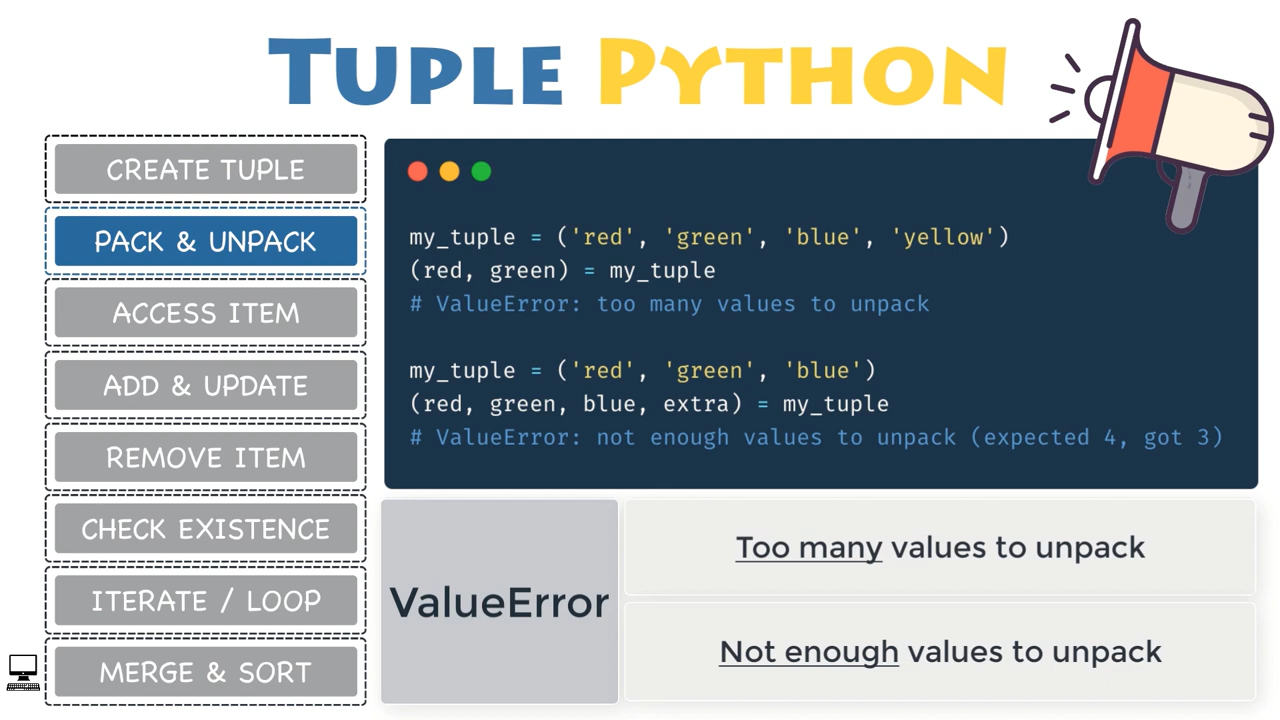 TUPLE PYTHON
CREATE TUPLE
PACK & UNPACK
ACCESS ITEM
ADD & UPDATE
REMOVE ITEM
CHECK EXISTENCE
ITERATE / LOOP
MERGE & SORT
my_tuple = ('red', 'green', 'blue', 'yellow')
(red, green) = my_tuple
# ValueError: too many values to unpack
my_tuple = ('red', 'green', 'blue')
(red, green, blue, extra) = my_tuple
# ValueError: not enough values to unpack (expected 4, got 3)
ValueError
Too many values to unpack
Not enough values to unpack